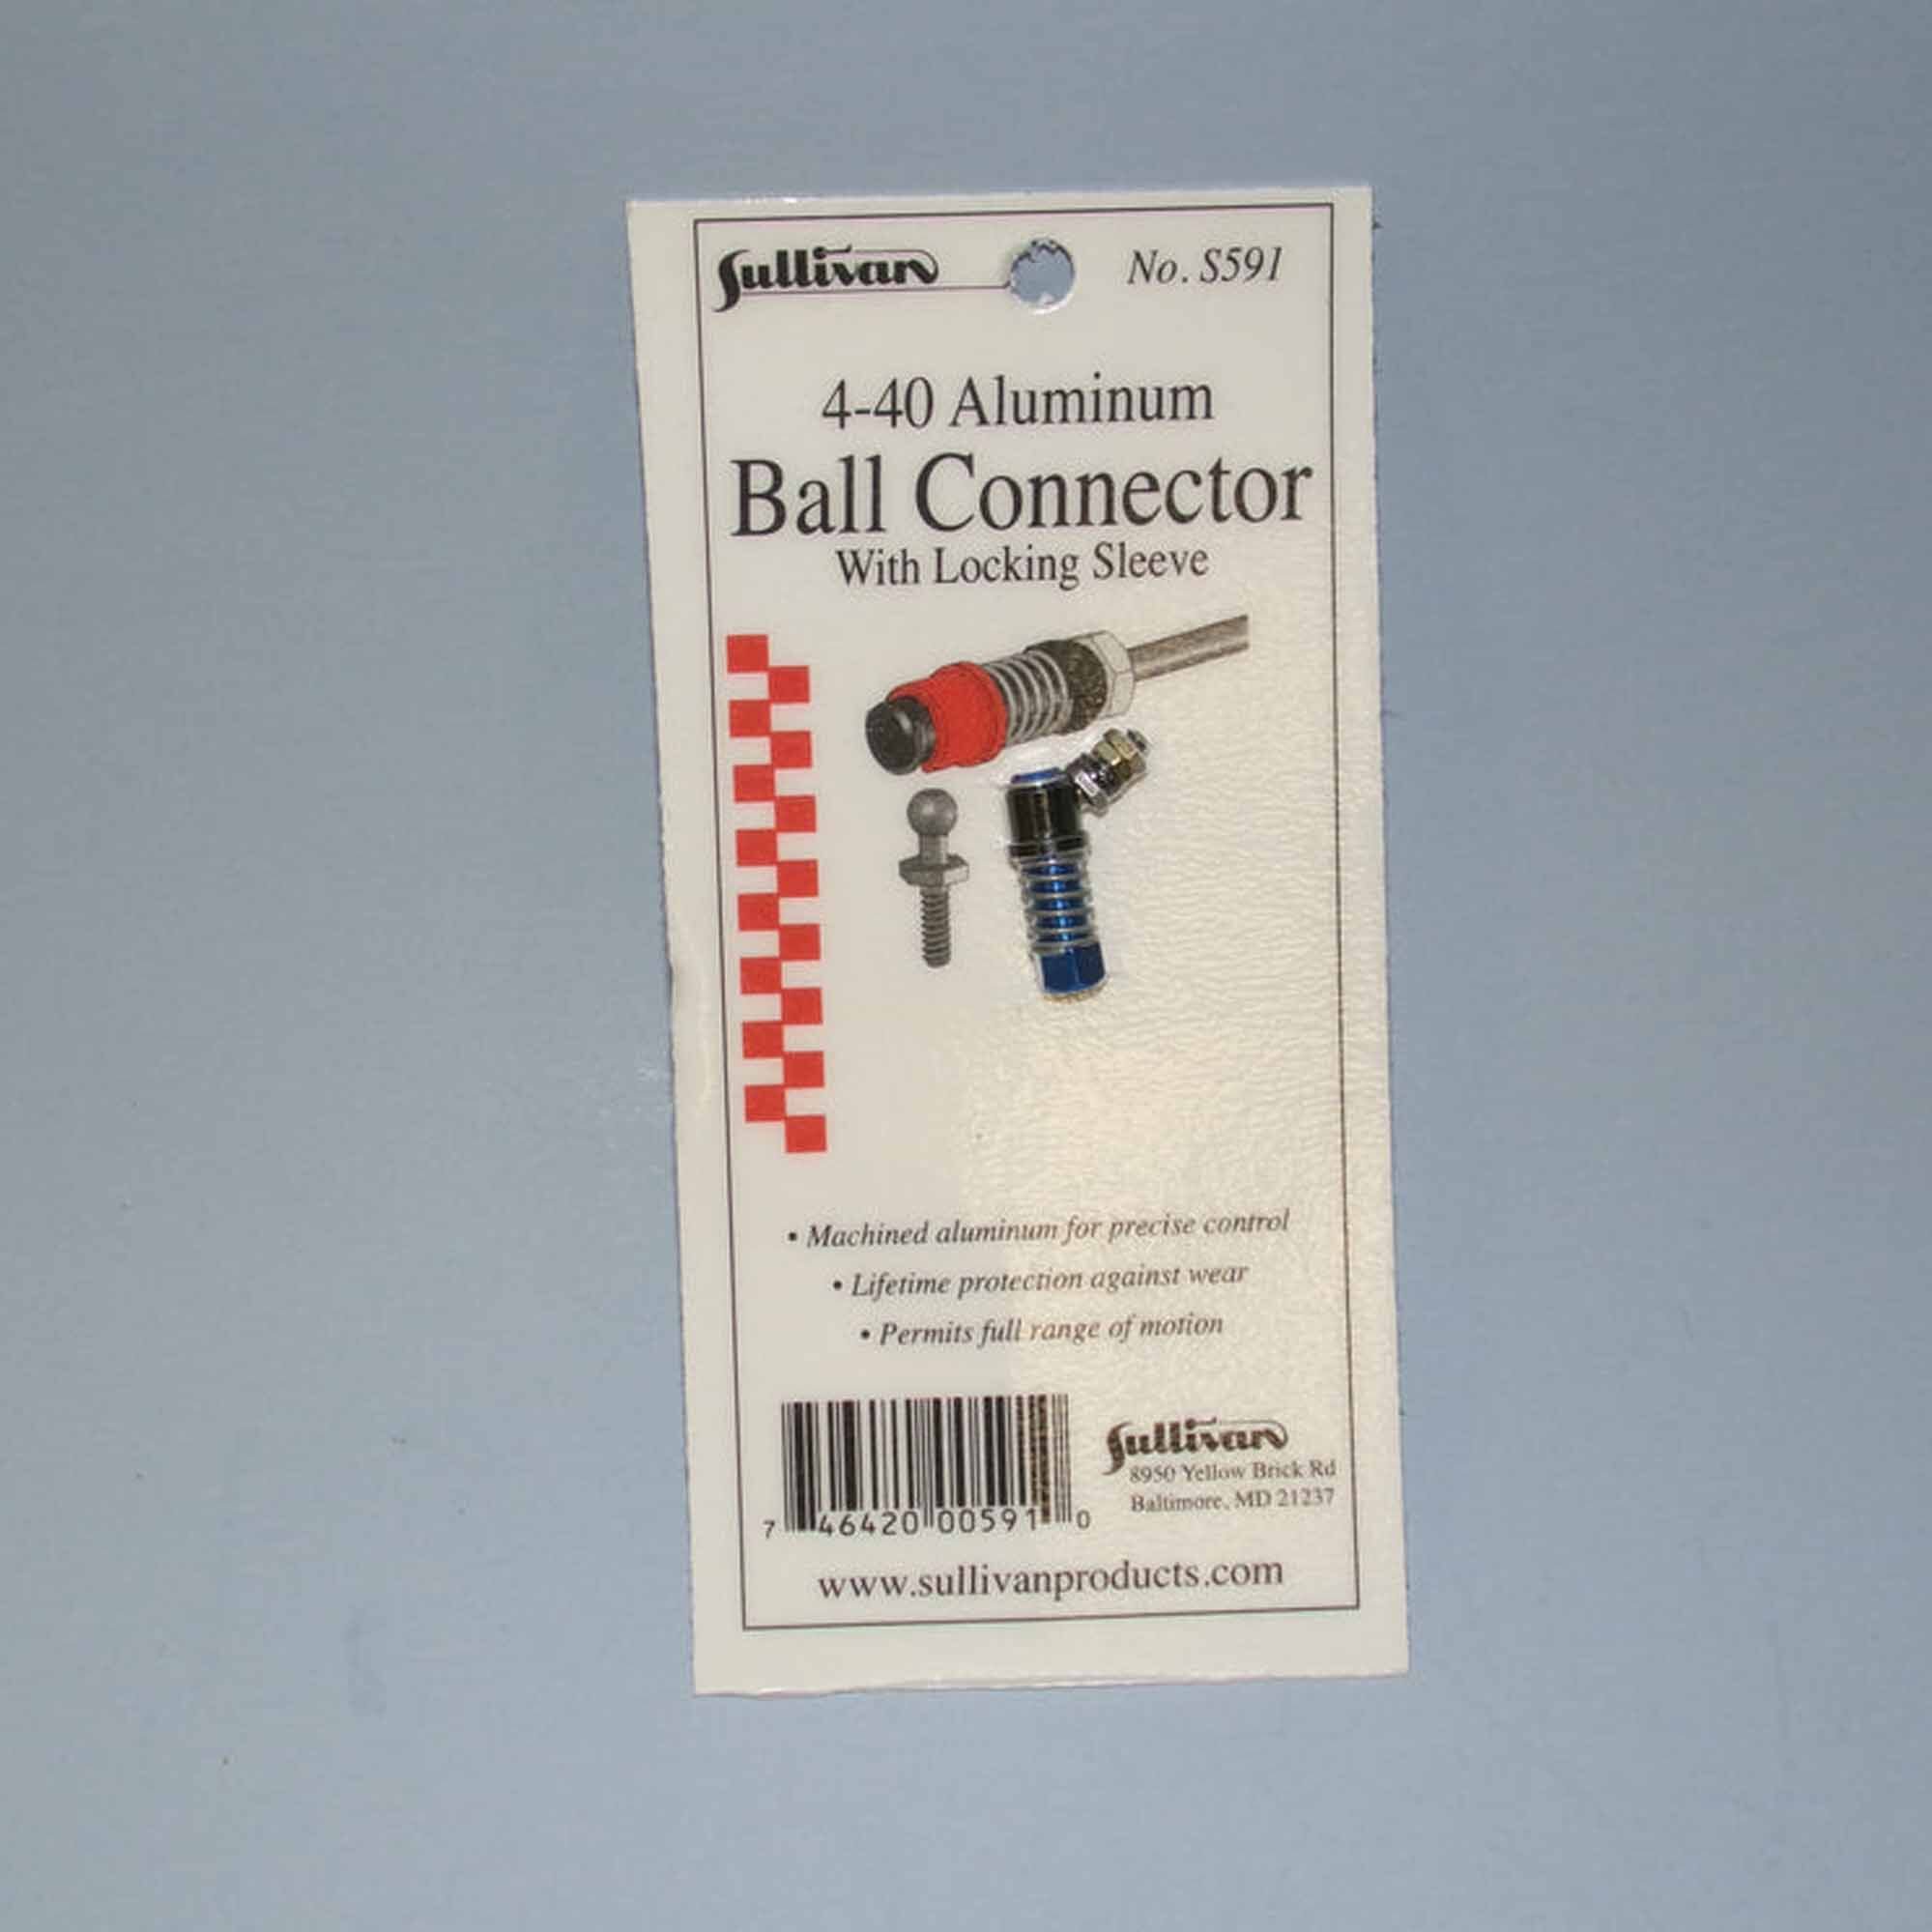 Sullivan No. S591
4-40 Aluminum
Ball Connector
With Locking Sleeve
• Machined aluminum for precise control
• Lifetime protection against wear
• Permits full range of motion
7 46420 00591 0
Sullivan
8950 Yellow Brick Rd
Baltimore, MD 21237
www.sullivanproducts.com